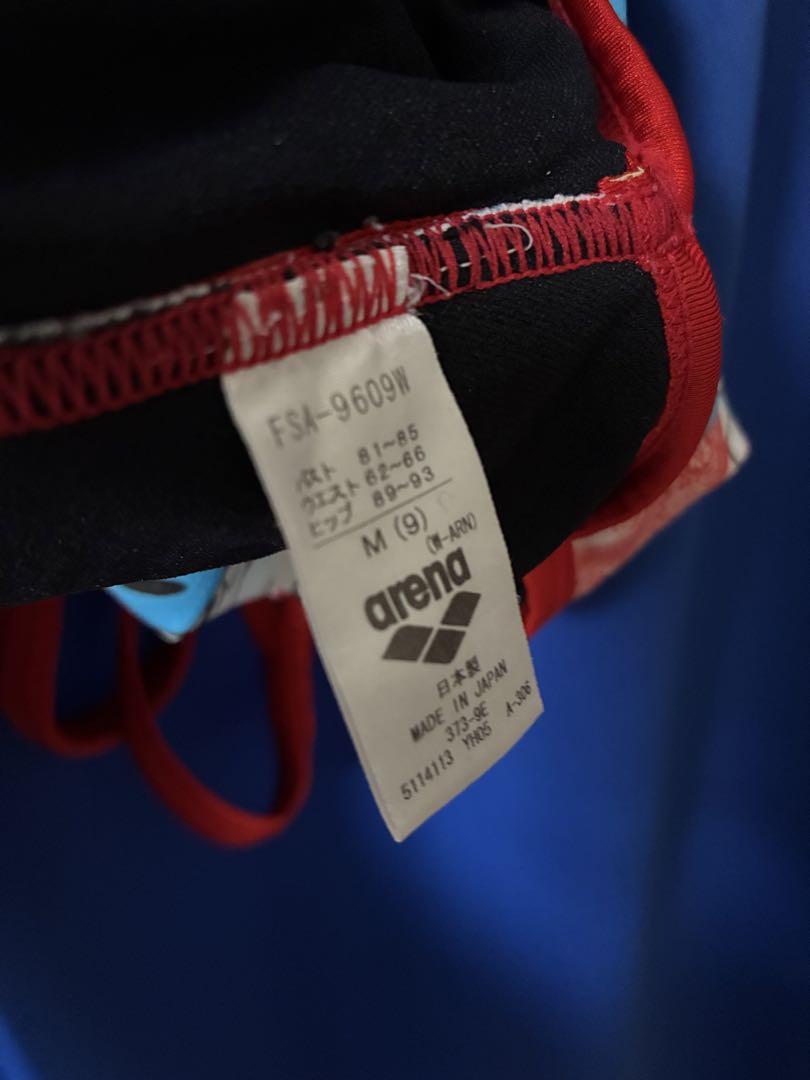 FSA-9609W
バスト 81~85
ウエスト 62~66
ヒップ 89~93
M (9)
(W-ARN)
arena
日本製
MADE IN JAPAN
373-9E A-306
5114113 YH05